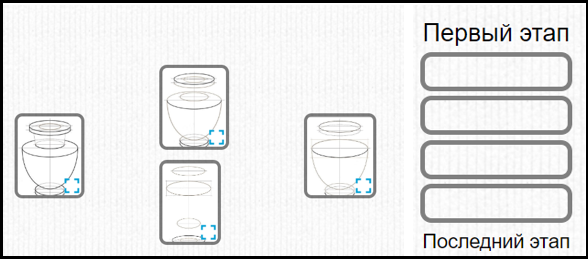 Первый этап
Последний этап